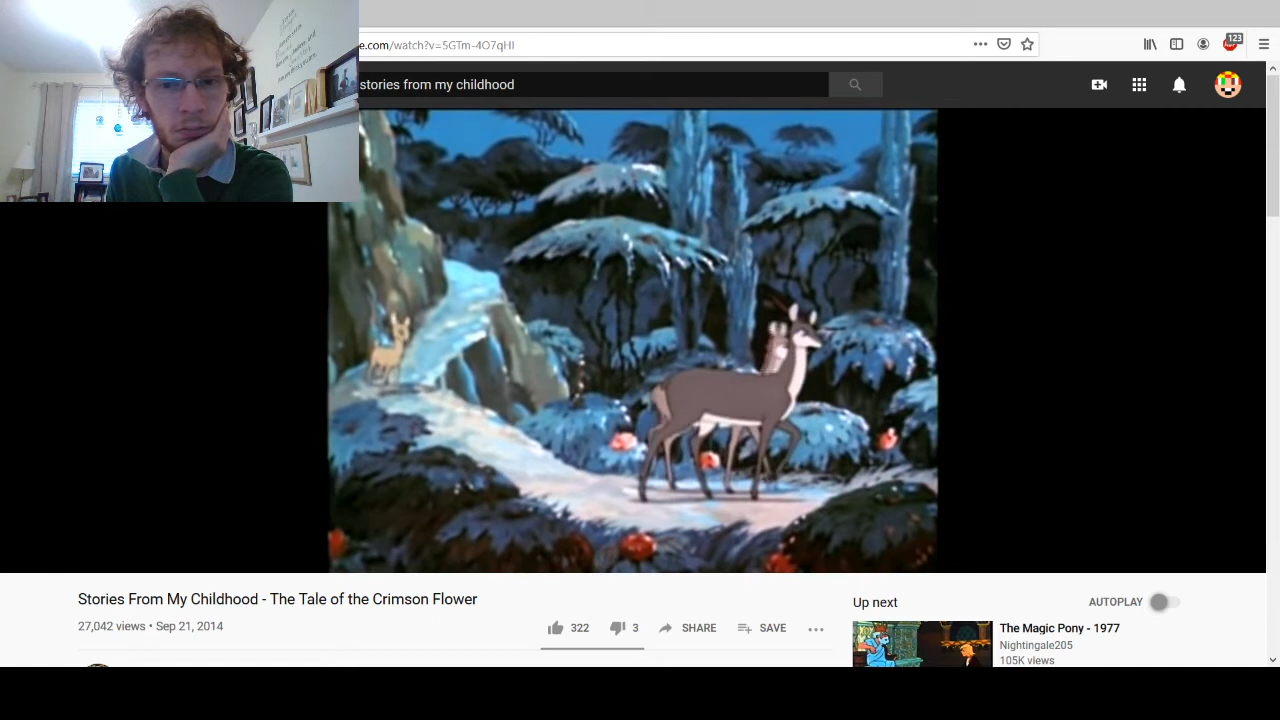 e.com/watch?v=5GTm-4O7qHI
123
stories from my childhood
Stories From My Childhood - The Tale of the Crimson Flower
27,042 views • Sep 21, 2014
322
3
SHARE
SAVE
Up next
AUTOPLAY
The Magic Pony - 1977
Nightingale205
105K views